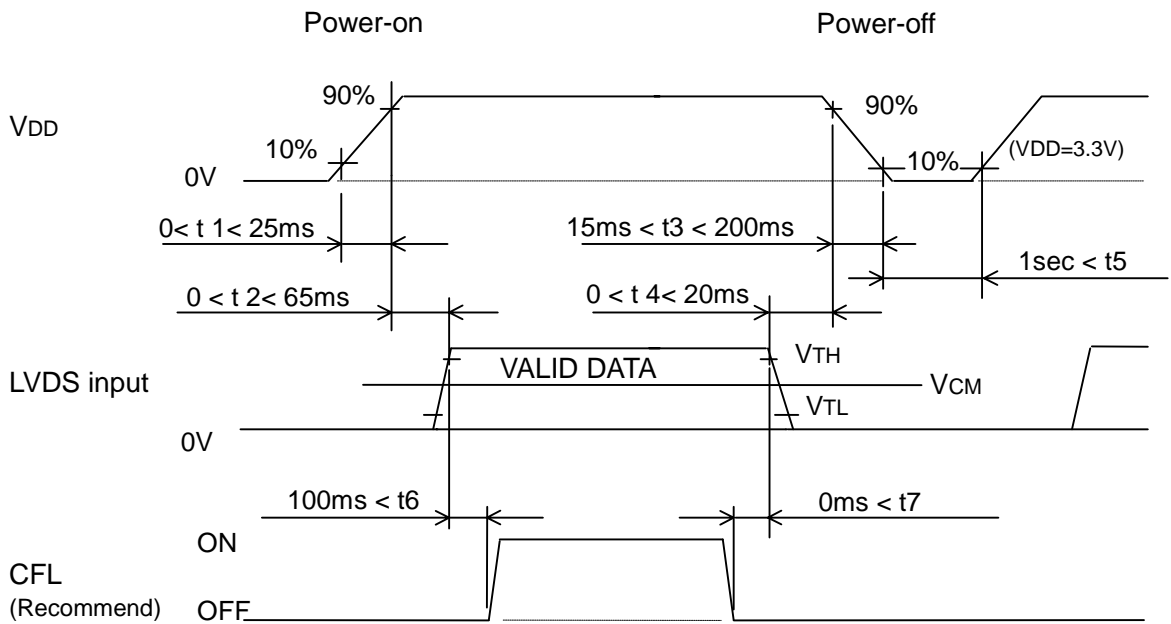 Power-on
Power-off
VDD
90%
90%
10%
10%
(VDD=3.3V)
0V
0< t 1< 25ms
15ms < t3 < 200ms
1sec < t5
0 < t 2< 65ms
0 < t 4< 20ms
LVDS input
VALID DATA
VTH
VCM
VTL
0V
100ms < t6
0ms < t7
ON
CFL
(Recommend)
OFF